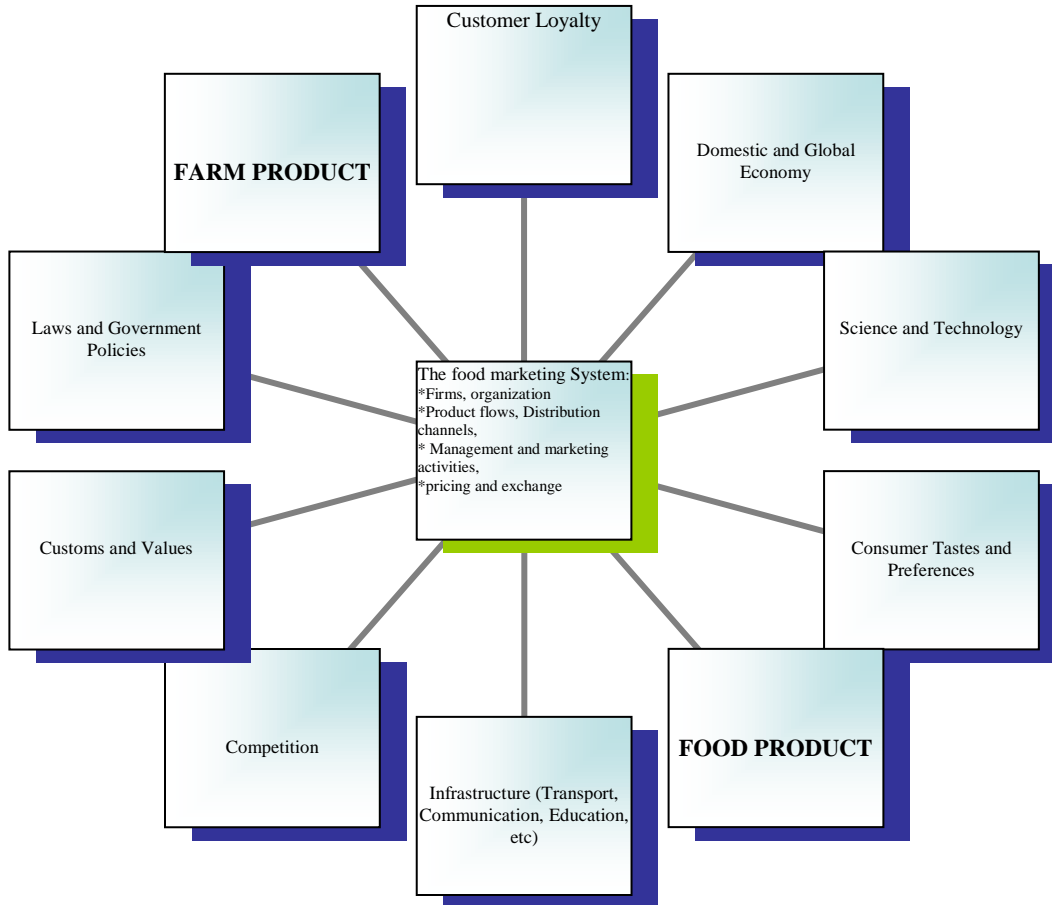 Customer Loyalty
FARM PRODUCT
Domestic and Global
Economy
Laws and Government
Policies
Science and Technology
The food marketing System:
*Firms, organization
*Product flows, Distribution
channels,
* Management and marketing
activities,
*pricing and exchange
Customs and Values
Consumer Tastes and
Preferences
Competition
FOOD PRODUCT
Infrastructure (Transport,
Communication, Education,
etc)